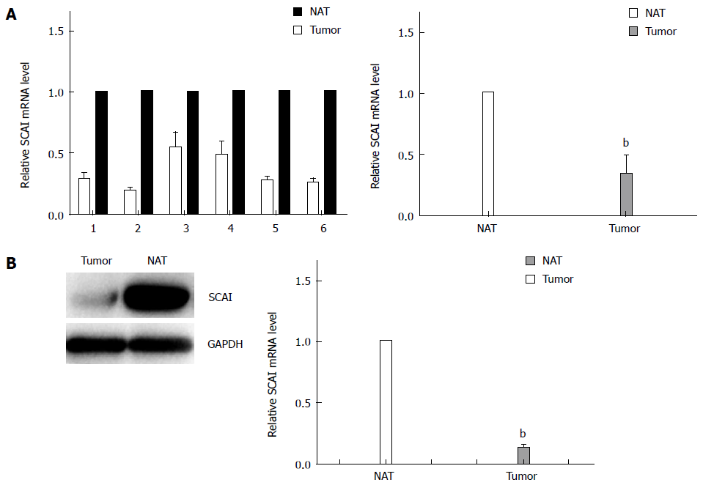 A
NAT
Tumor
Relative SCAI mRNA level
1.5
1.0
0.5
0.0
1 2 3 4 5 6
NAT
Tumor
Relative SCAI mRNA level
1.5
1.0
0.5
0.0
b
NAT Tumor
B
Tumor NAT
SCAI
GAPDH
NAT
Tumor
Relative SCAI mRNA level
1.5
1.0
0.5
0.0
b
NAT Tumor